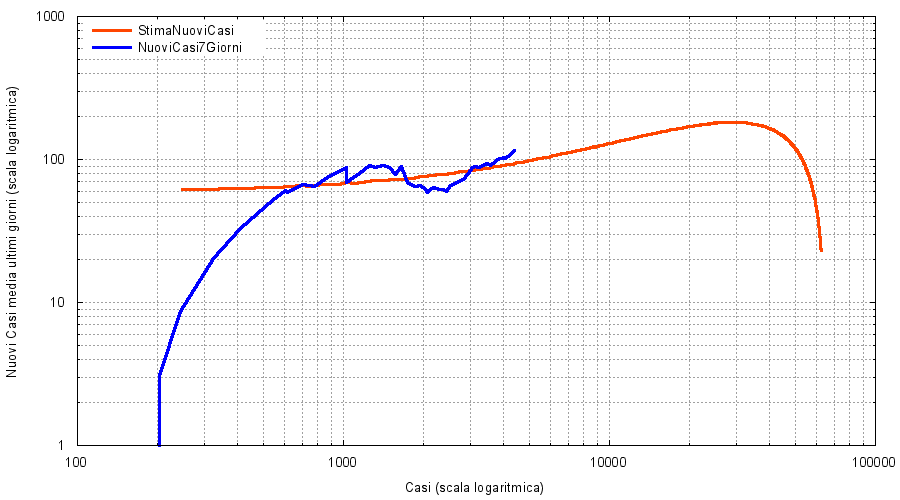 1000
StimaNuoviCasi
NuoviCasi7Giorni
100
10
1
Nuovi Casi media ultimi giorni (scala logaritmica)
100
1000
10000
100000
Casi (scala logaritmica)